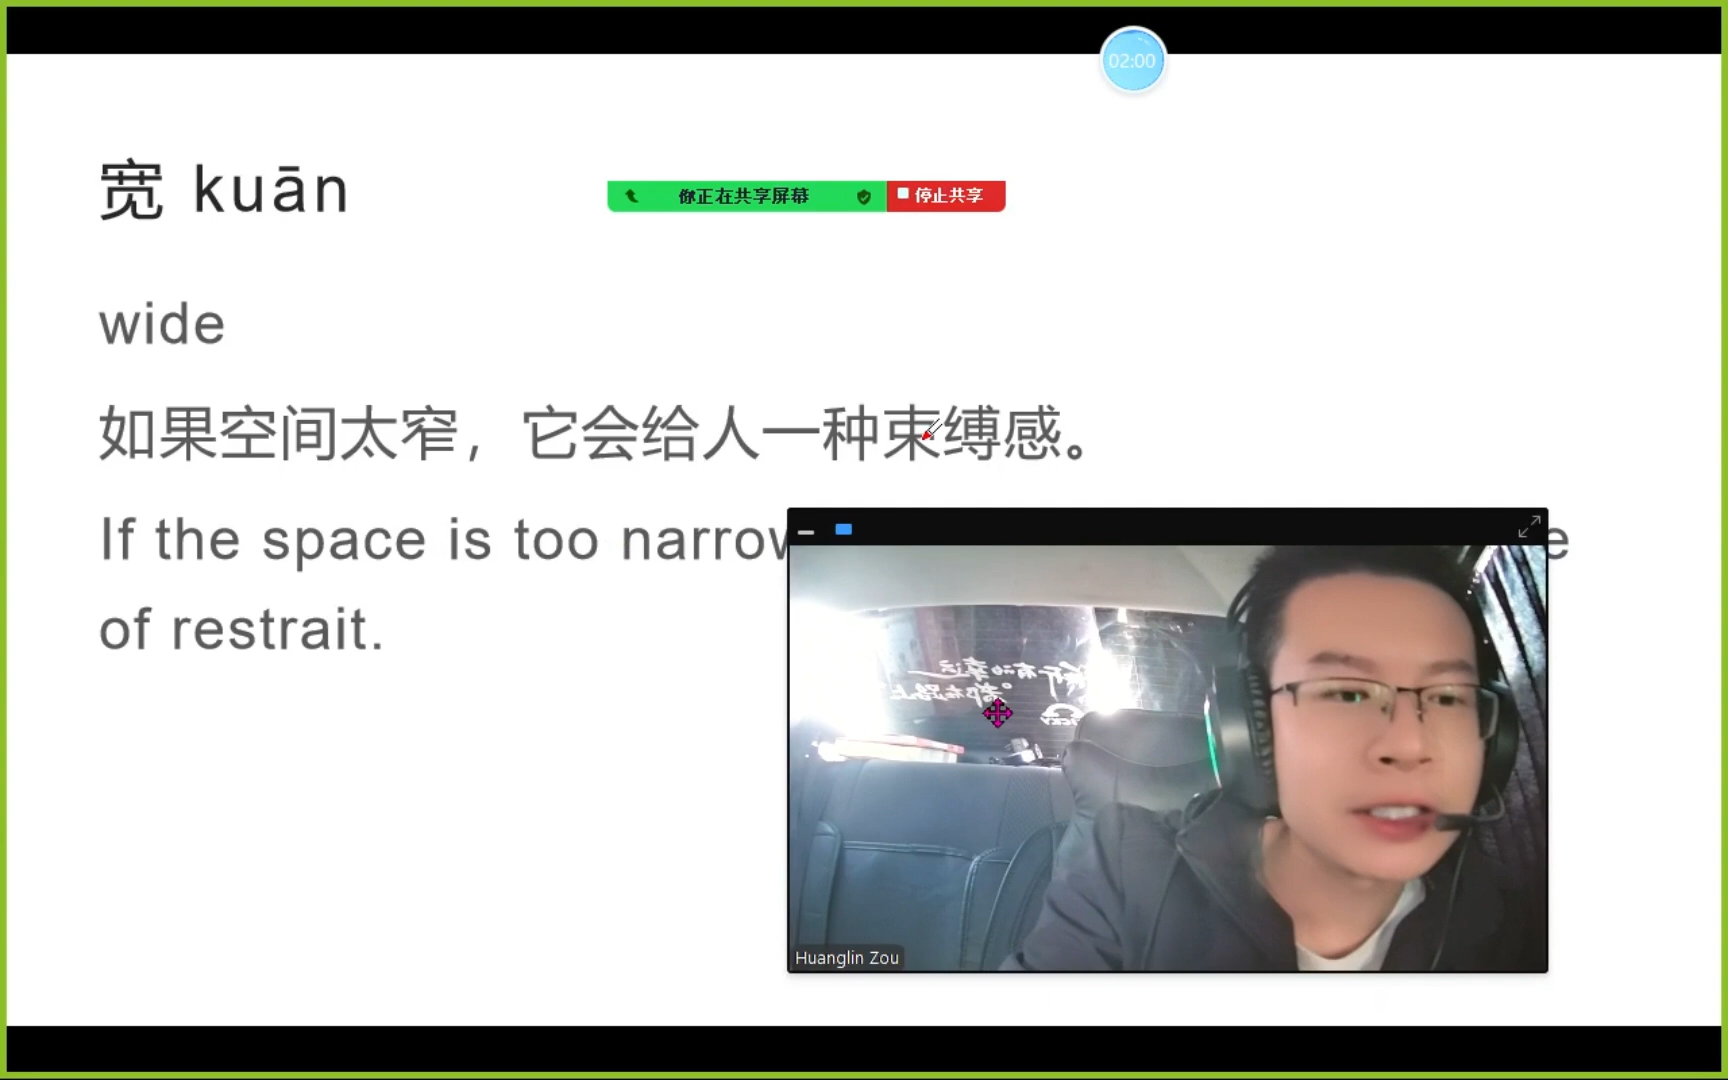 02:00
宽 kuān
你正在共享屏幕 停止共享
wide
如果空间太窄，它会给人一种束缚感。
If the space is too narrow e
of restrait.
Huanglin Zou